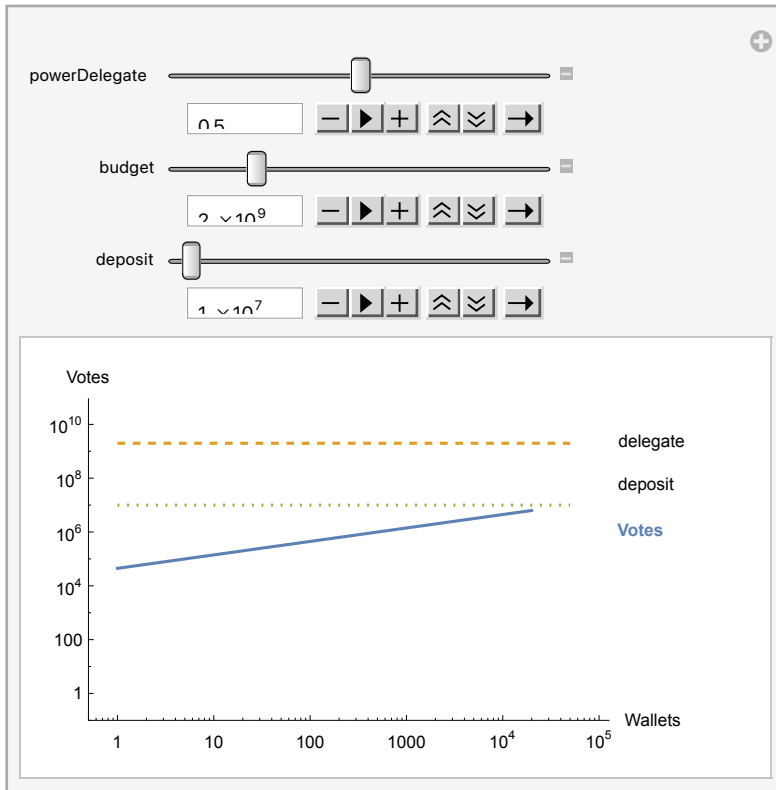 powerDelegate
0.5
budget
2. ×10^9
deposit
1. ×10^7
Votes
10^10
10^8
10^6
10^4
100
1
delegate
deposit
Votes
Wallets
1 10 100 1000 10^4 10^5